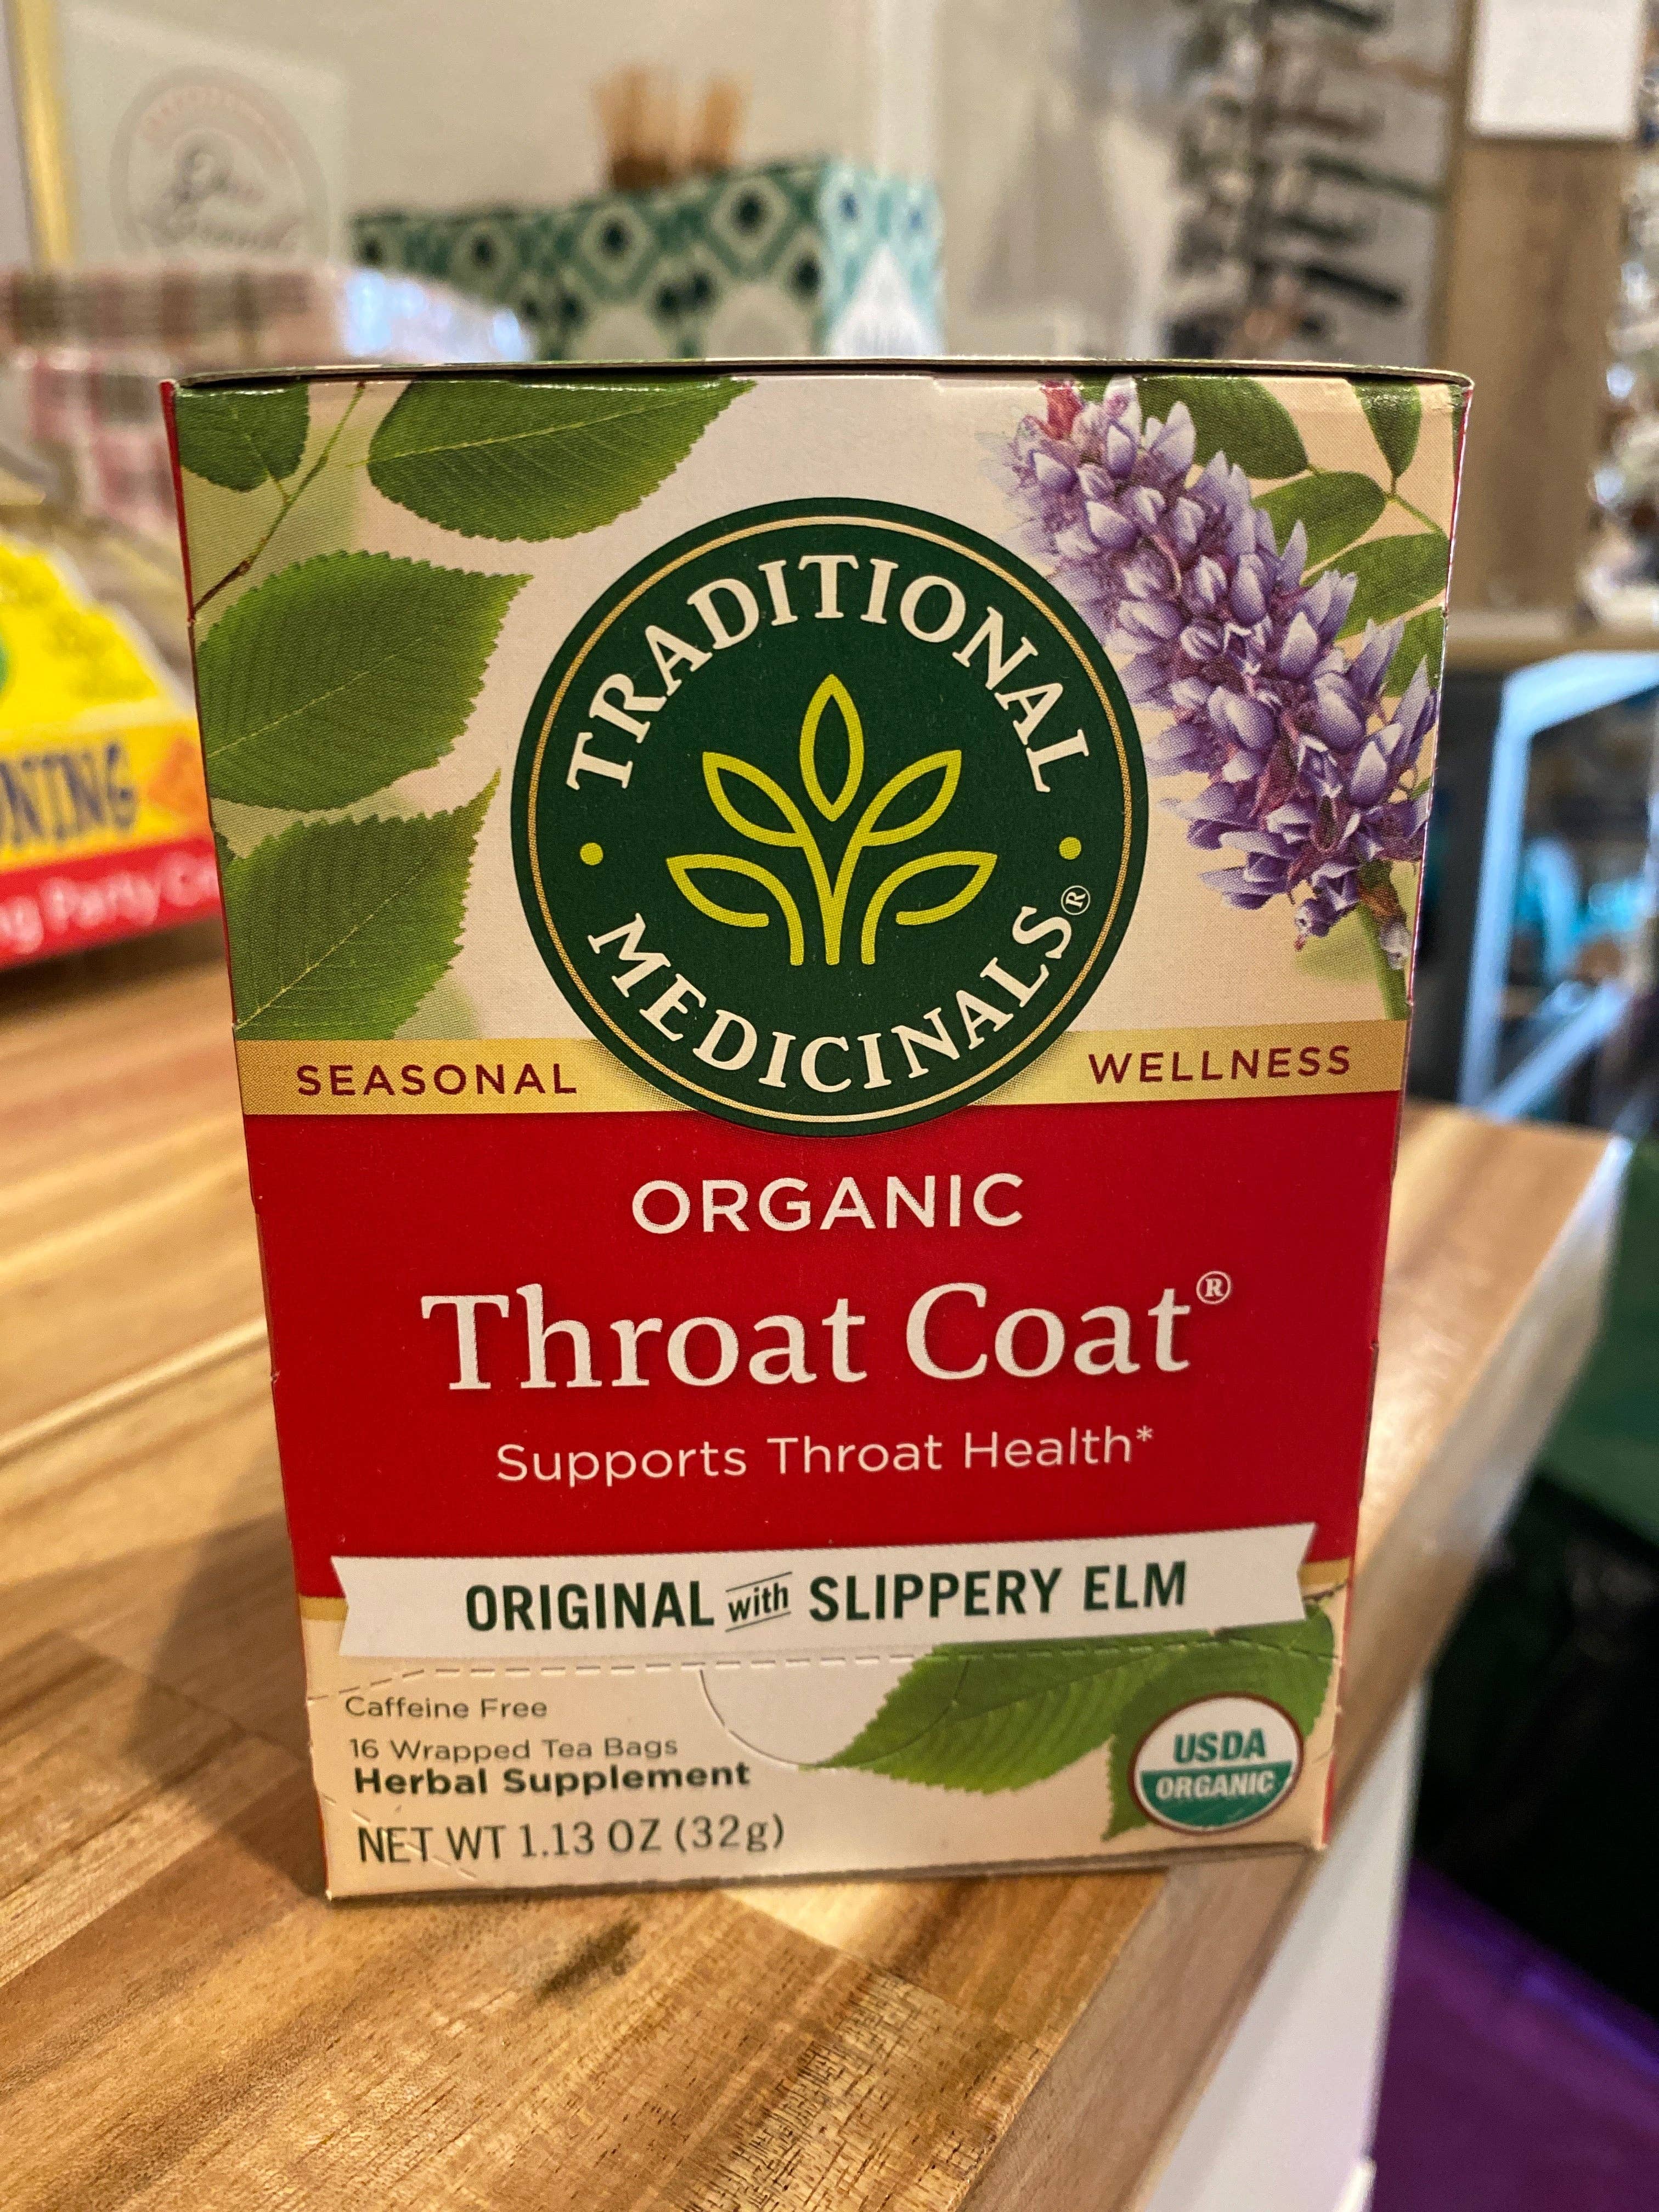 TRADITIONAL
MEDICINALS®
SEASONAL
WELLNESS
ORGANIC
Throat Coat®
Supports Throat Health*
ORIGINAL with SLIPPERY ELM
Caffeine Free
16 Wrapped Tea Bags
Herbal Supplement
NET WT 1.13 OZ (32g)
USDA
ORGANIC